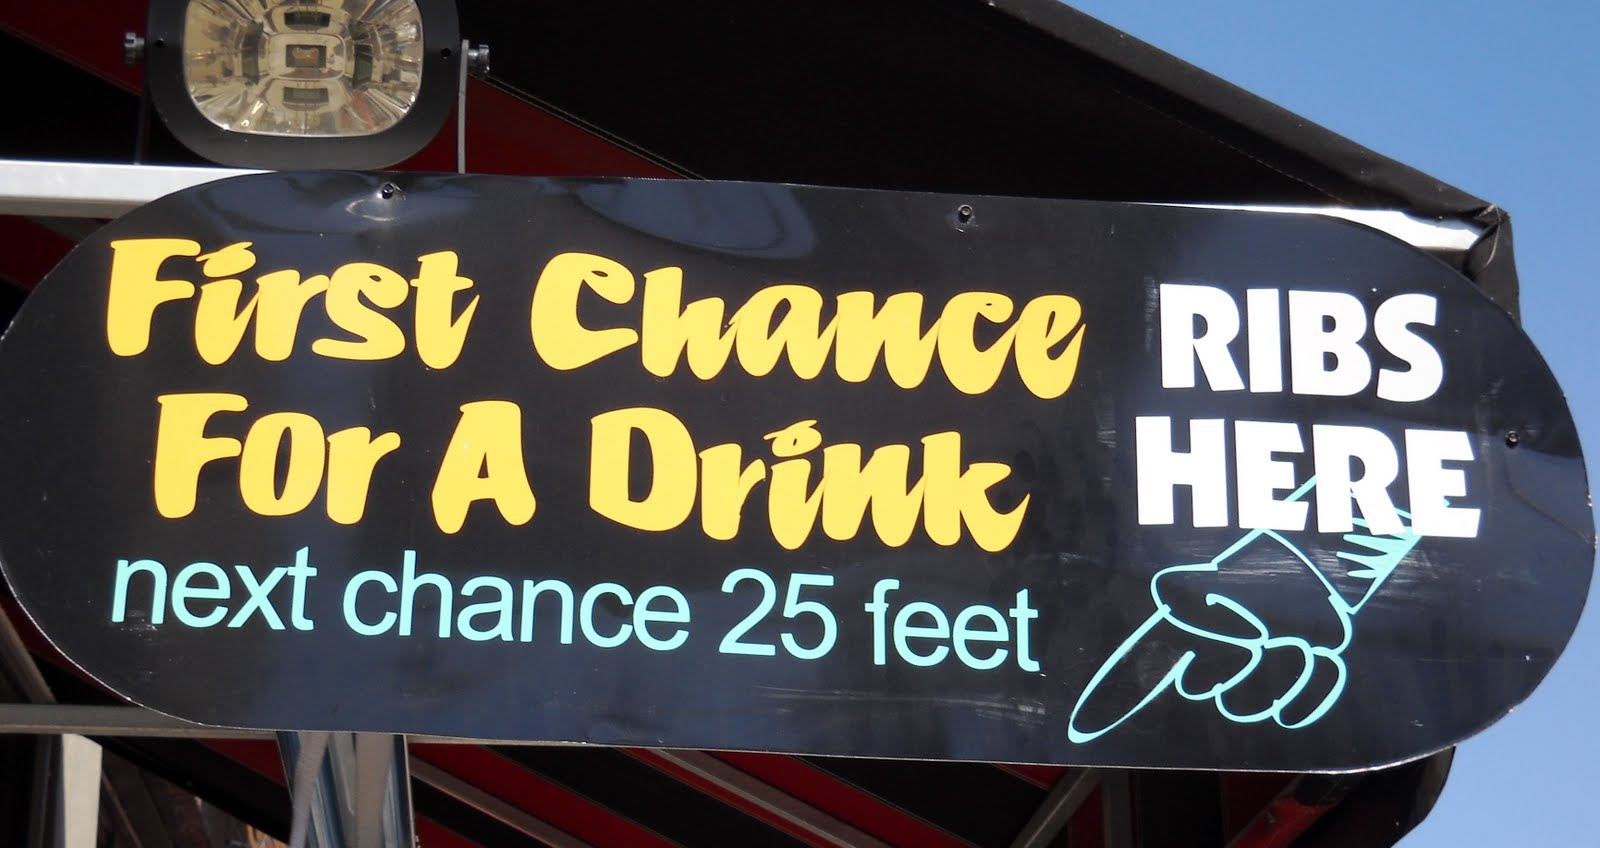 First Chance
For A Drink
next chance 25 feet
RIBS
HERE